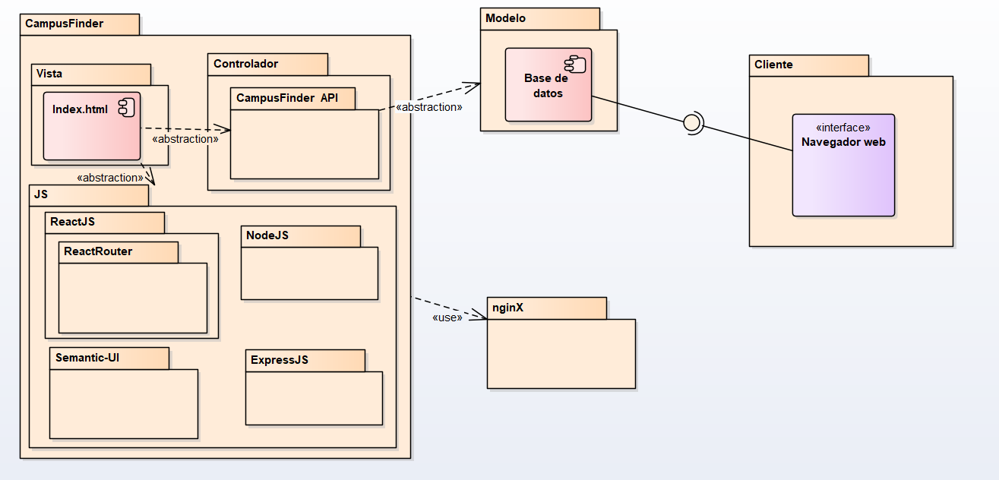 CampusFinder
Vista
Index.html
«abstraction»
«abstraction»
Controlador
CampusFinder API
«abstraction»
JS
ReactJS
ReactRouter
NodeJS
Semantic-UI
ExpressJS
«use»
nginX
Modelo
Base de
datos
Cliente
«interface»
Navegador web